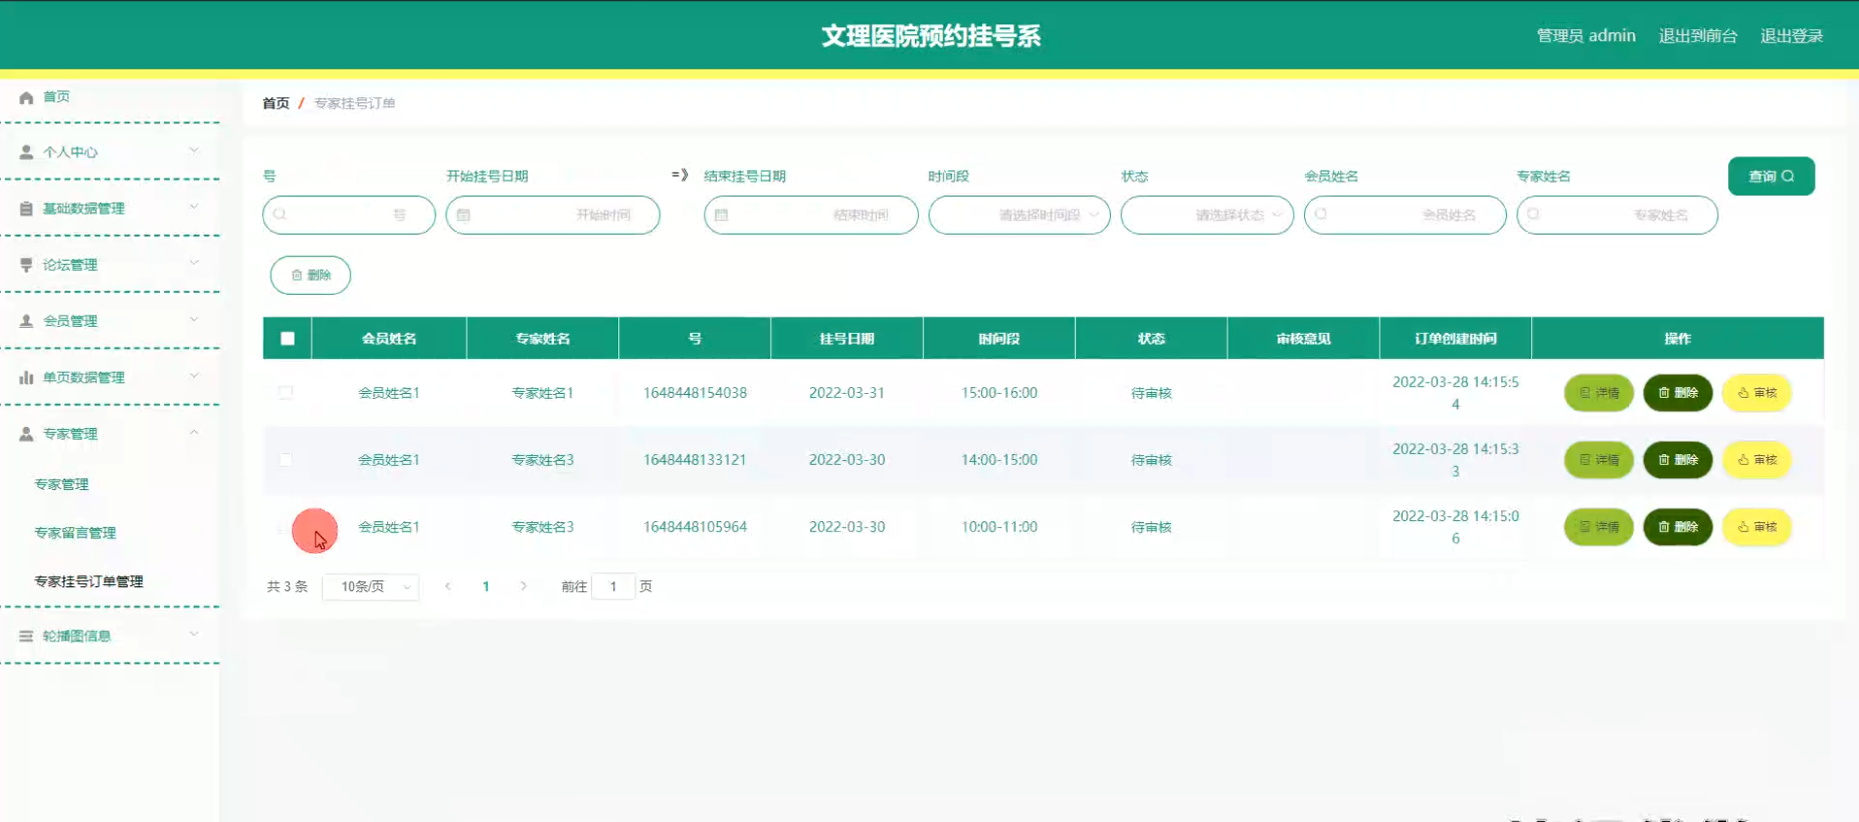 文理医院预约挂号系
管理员 admin
退出到前台
退出登录
首页
个人中心
基础数据管理
论坛管理
会员管理
单页数据管理
专家管理
专家管理
专家留言管理
专家挂号订单管理
轮播图信息
首页 / 专家挂号订单
号 开始挂号日期 =》 结束挂号日期 时间段 状态 会员姓名 专家姓名
查询
号 开始时间 结束时间 请选择时间段 请选择状态 会员姓名 专家姓名
删除
会员姓名 专家姓名 号 挂号日期 时间段 状态 审核意见 订单创建时间 操作
会员姓名1 专家姓名1 1648448154038 2022-03-31 15:00-16:00 待审核 2022-03-28 14:15:5
4
详情 删除 审核
会员姓名1 专家姓名3 1648448133121 2022-03-30 14:00-15:00 待审核 2022-03-28 14:15:3
3
详情 删除 审核
会员姓名1 专家姓名3 1648448105964 2022-03-30 10:00-11:00 待审核 2022-03-28 14:15:0
6
详情 删除 审核
共 3 条 10条/页 1 前往 1 页